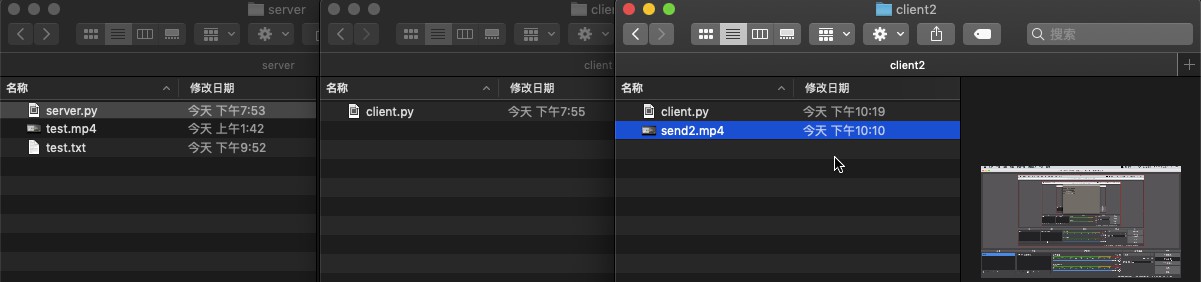 server
client
client2
搜索
server
client
client2
名称
修改日期
server.py
今天 下午7:53
test.mp4
今天 上午1:42
test.txt
今天 下午9:52
名称
修改日期
client.py
今天 下午7:55
名称
修改日期
client.py
今天 下午10:19
send2.mp4
今天 下午10:10